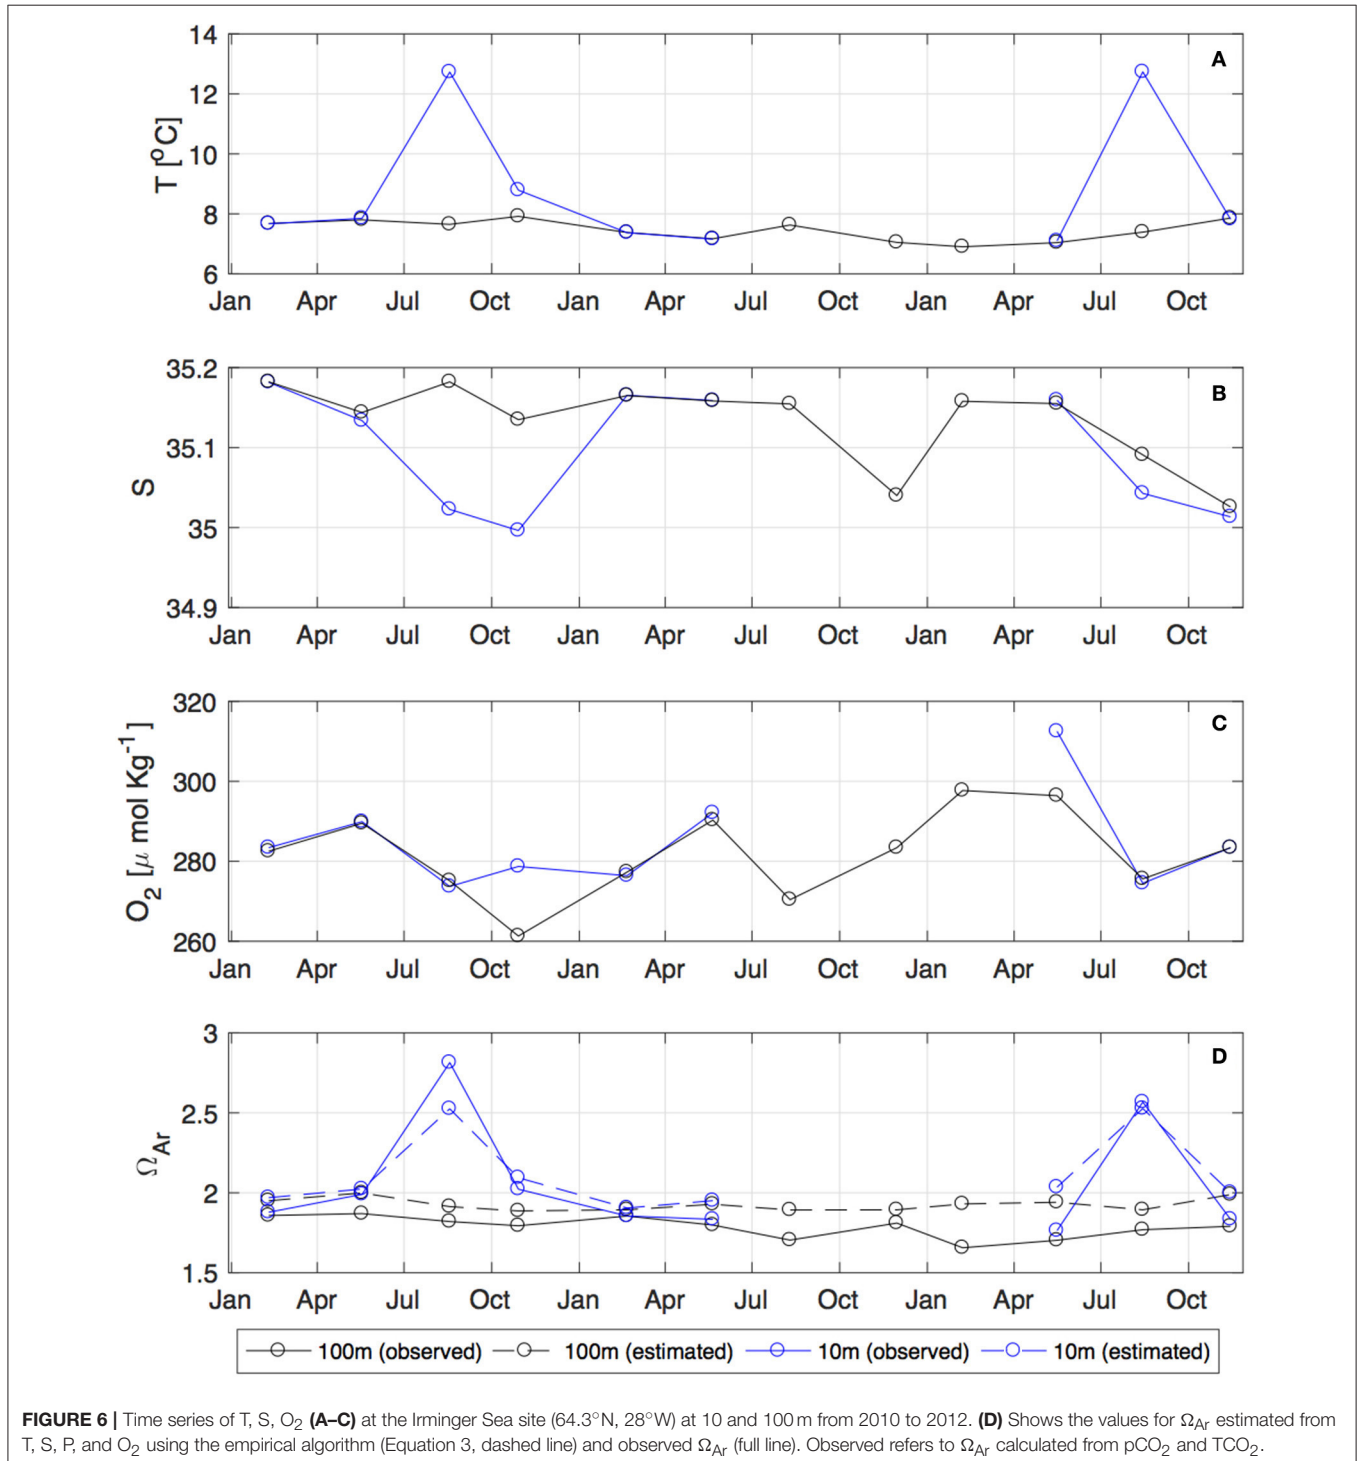 14
12
10
8
6
T [°C]
A
Jan Apr Jul Oct Jan Apr Jul Oct Jan Apr Jul Oct
35.2
35.1
35
34.9
S
B
Jan Apr Jul Oct Jan Apr Jul Oct Jan Apr Jul Oct
320
300
280
260
O₂ [μ mol Kg⁻¹]
C
Jan Apr Jul Oct Jan Apr Jul Oct Jan Apr Jul Oct
3
2.5
2
1.5
Ω_Ar
D
Jan Apr Jul Oct Jan Apr Jul Oct Jan Apr Jul Oct
100m (observed) 100m (estimated) 10m (observed) 10m (estimated)
FIGURE 6 | Time series of T, S, O₂ (A–C) at the Irminger Sea site (64.3°N, 28°W) at 10 and 100 m from 2010 to 2012. (D) Shows the values for Ω_Ar estimated from
T, S, P, and O₂ using the empirical algorithm (Equation 3, dashed line) and observed Ω_Ar (full line). Observed refers to Ω_Ar calculated from pCO₂ and TCO₂.